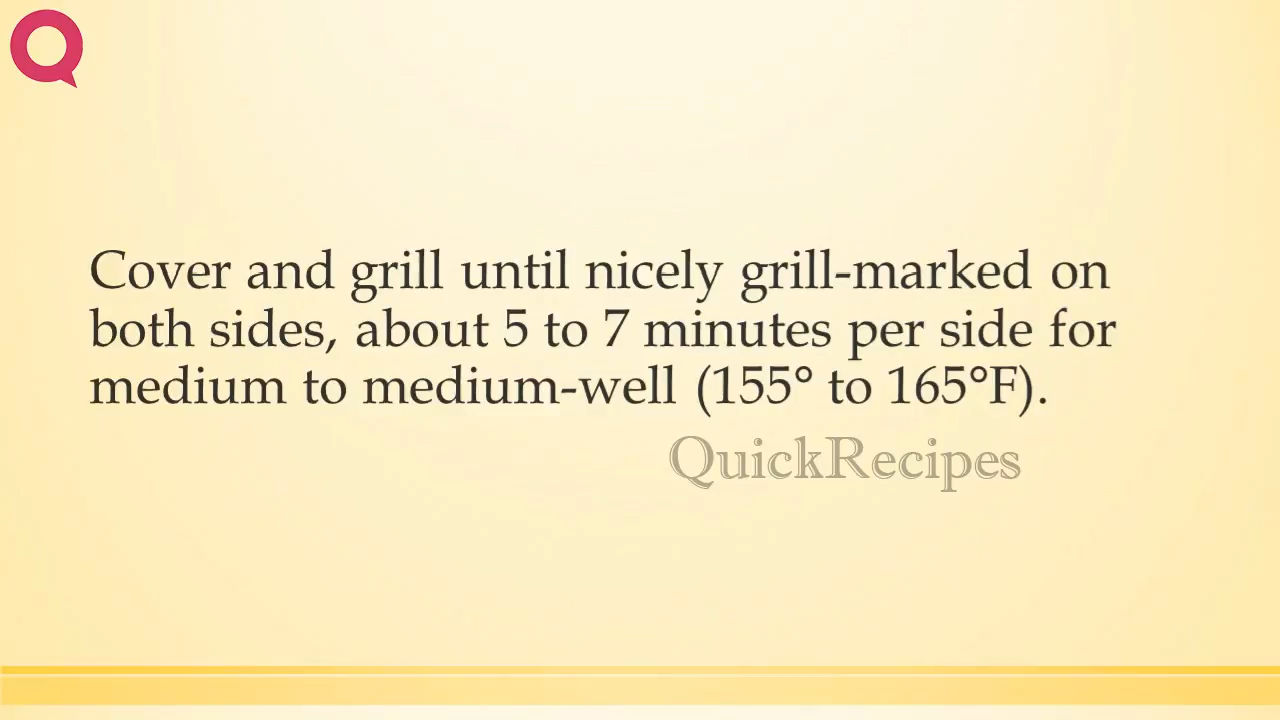 Cover and grill until nicely grill-marked on
both sides, about 5 to 7 minutes per side for
medium to medium-well (155° to 165°F).
QuickRecipes